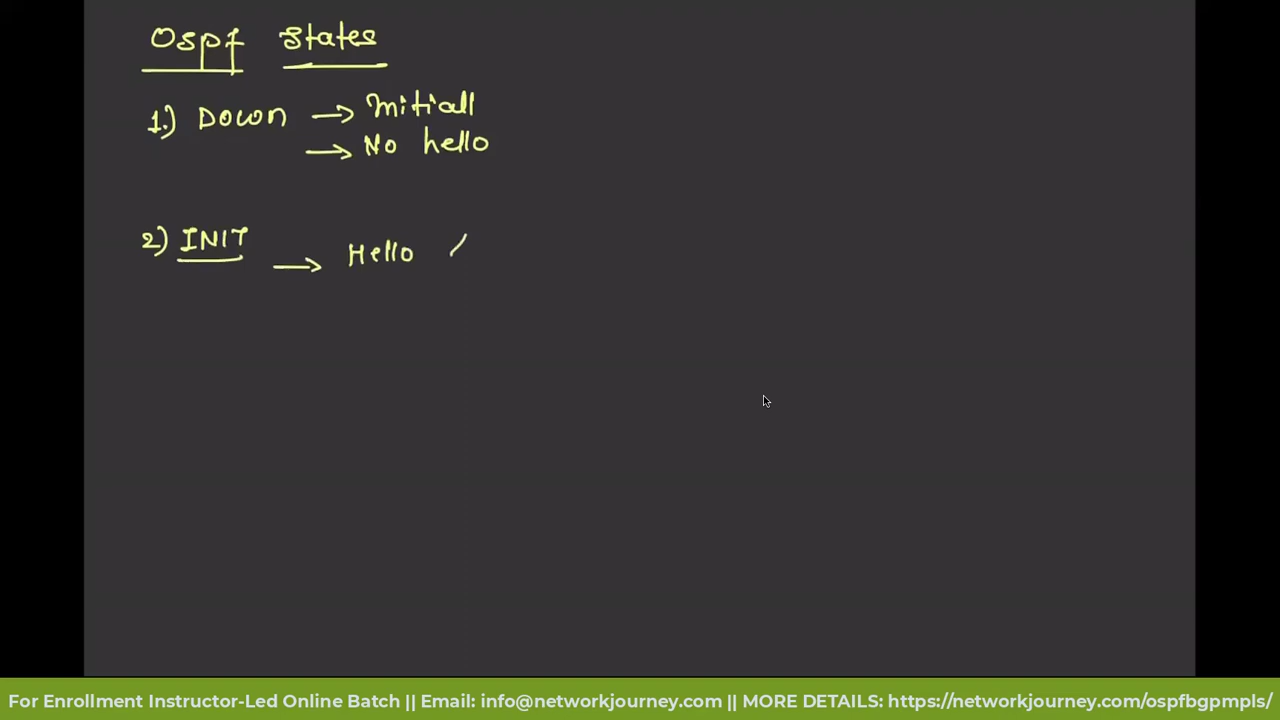 Ospf States
1.) Down → Initiall
→ No hello
2) INIT → Hello
For Enrollment Instructor-Led Online Batch || Email: info@networkjourney.com || MORE DETAILS: https://networkjourney.com/ospfbgpmpls/